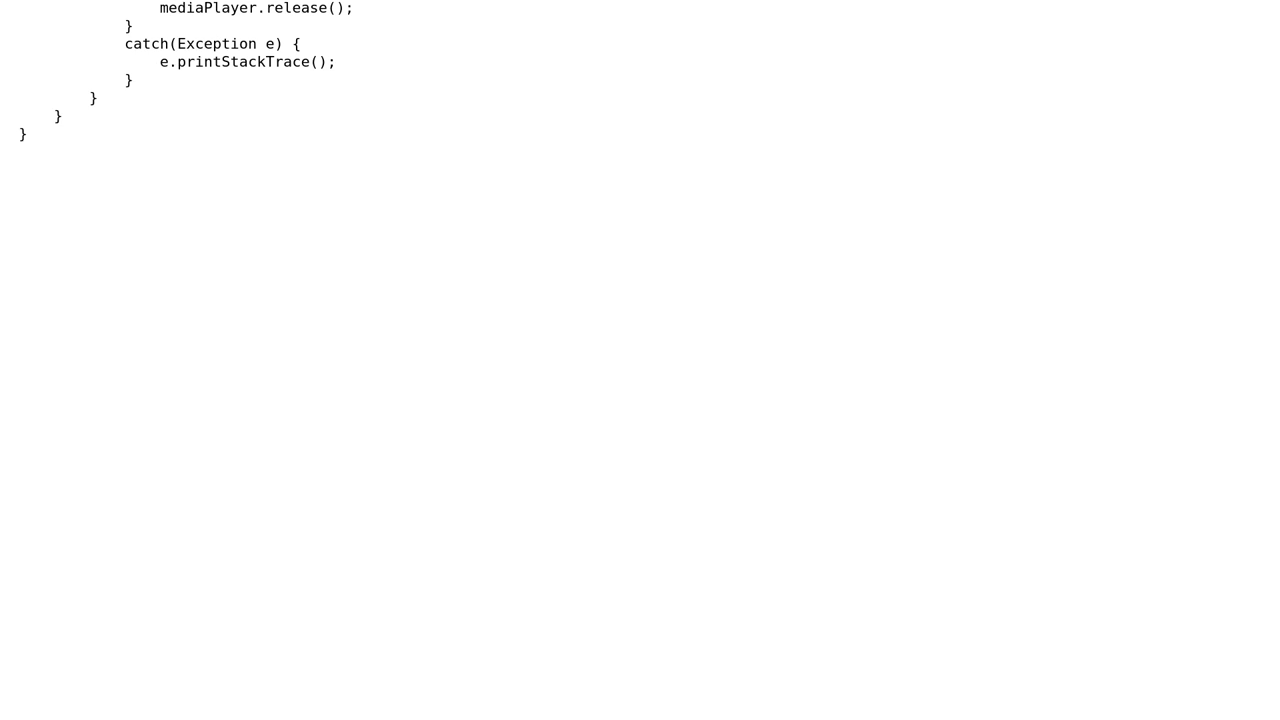 mediaPlayer.release();
            }
            catch(Exception e) {
                e.printStackTrace();
            }
        }
    }
}